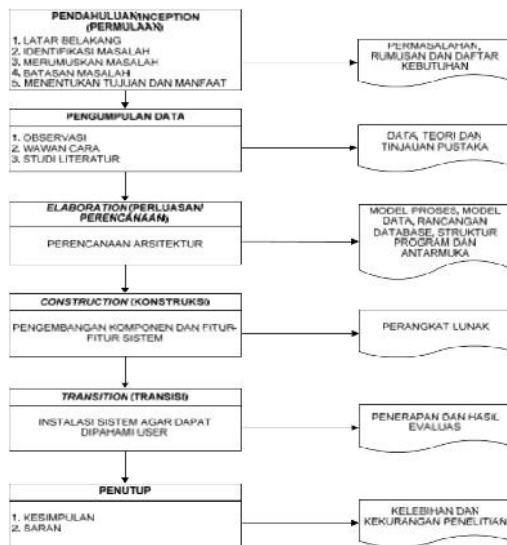 PENDAHULUAN/INCEPTION
(PERMULAAN)
1. LATAR BELAKANG
2. IDENTIFIKASI MASALAH
3. MERUMUSKAN MASALAH
4. BATASAN MASALAH
5. MENENTUKAN TUJUAN DAN MANFAAT
PERMASALAHAN,
RUMUSAN DAN DAFTAR
KEBUTUHAN
PENGUMPULAN DATA
1. OBSERVASI
2. WAWAN CARA
3. STUDI LITERATUR
DATA, TEORI DAN
TINJAUAN PUSTAKA
ELABORATION (PERLUASAN/
PERENCANAAN)
PERENCANAAN ARSITEKTUR
MODEL PROSES, MODEL
DATA, RANCANGAN
DATABASE, STRUKTUR
PROGRAM DAN
ANTARMUKA
CONSTRUCTION (KONSTRUKSI)
PENGEMBANGAN KOMPONEN DAN FITUR-
FITUR SISTEM
PERANGKAT LUNAK
TRANSITION (TRANSISI)
INSTALASI SISTEM AGAR DAPAT
DIPAHAMI USER
PENERAPAN DAN HASIL
EVALUAS
PENUTUP
1. KESIMPULAN
2. SARAN
KELEBIHAN DAN
KEKURANGAN PENELITIAN